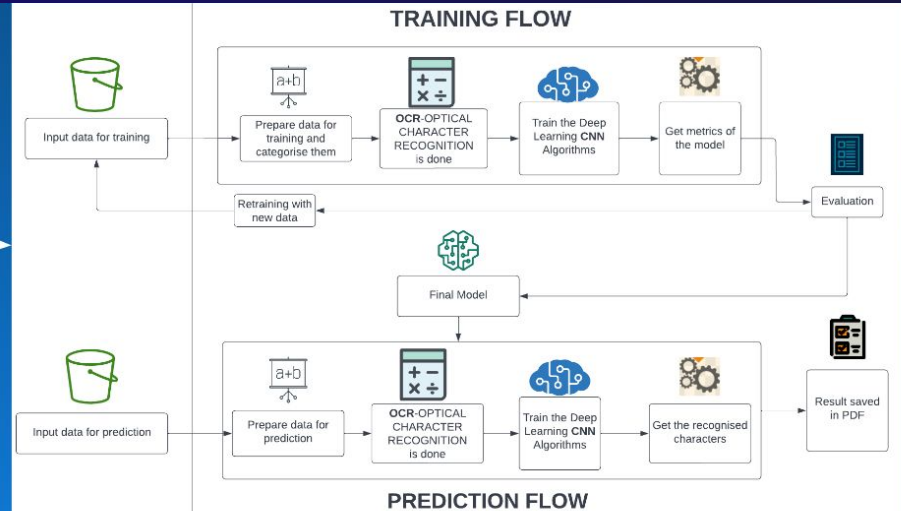 TRAINING FLOW
a+b
+ −
× ÷
Input data for training
Prepare data for
training and
categorise them
OCR-OPTICAL
CHARACTER
RECOGNITION
is done
Train the Deep
Learning CNN
Algorithms
Get metrics of
the model
Evaluation
Retraining with
new data
Final Model
a+b
+ −
× ÷
Input data for prediction
Prepare data for
prediction
OCR-OPTICAL
CHARACTER
RECOGNITION
is done
Train the Deep
Learning CNN
Algorithms
Get the recognised
characters
Result saved
in PDF
PREDICTION FLOW